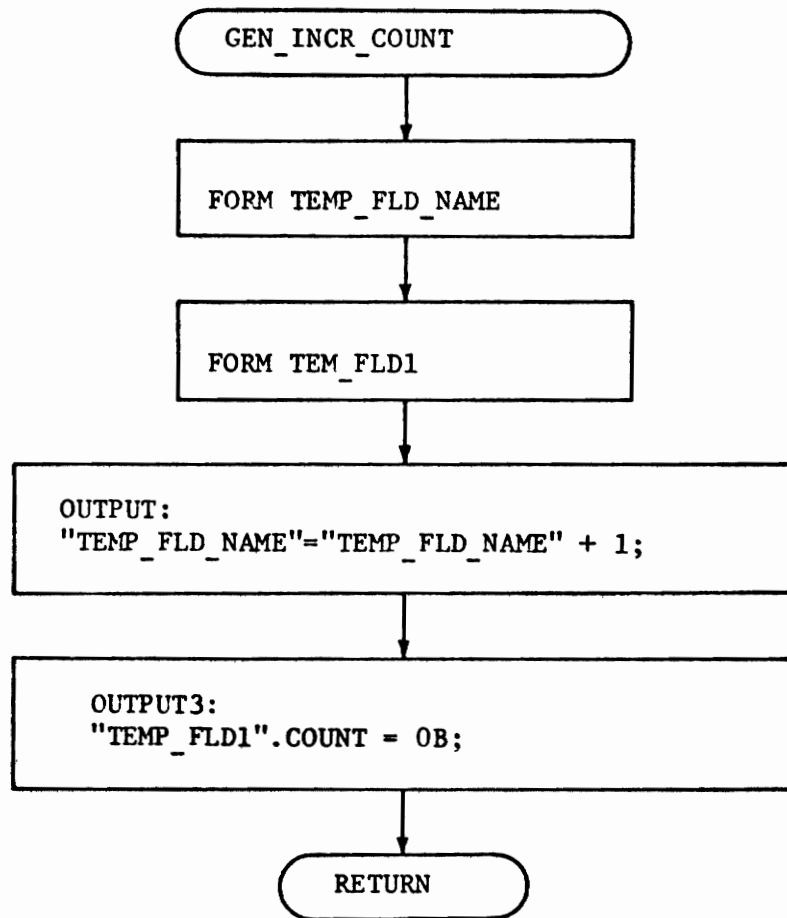 GEN_INCR_COUNT
FORM TEMP_FLD_NAME
FORM TEM_FLD1
OUTPUT:
"TEMP_FLD_NAME"="TEMP_FLD_NAME" + 1;
OUTPUT3:
"TEMP_FLD1".COUNT = 0B;
RETURN